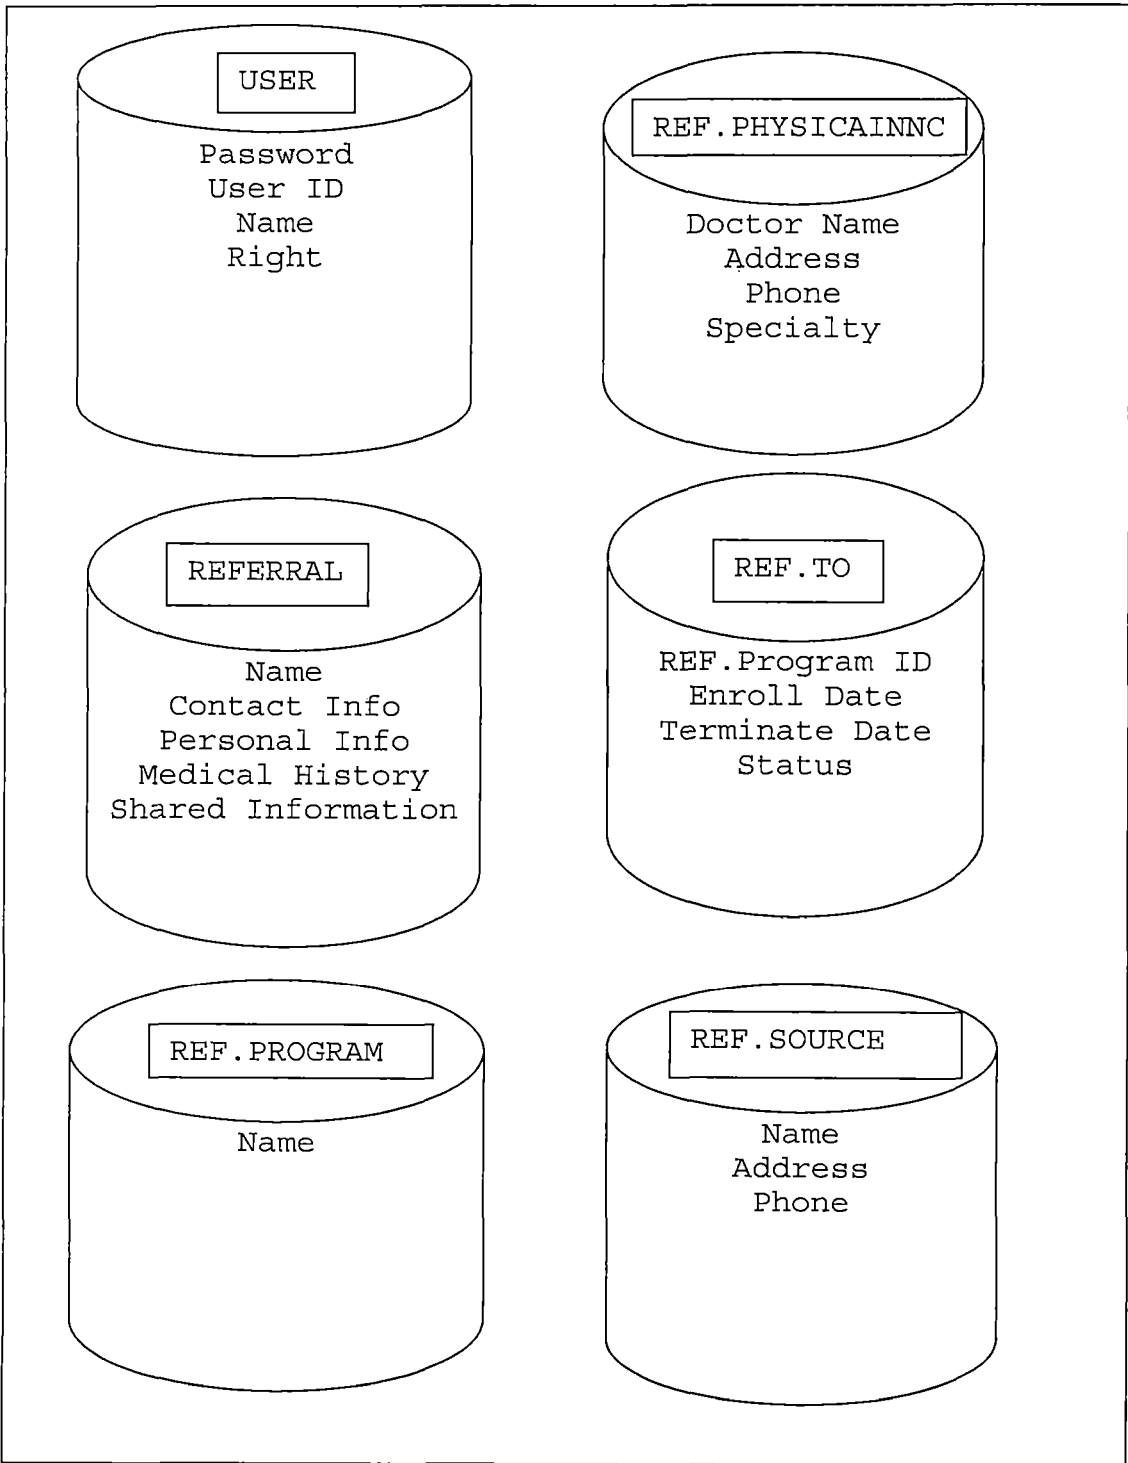 USER
Password
User ID
Name
Right
REF.PHYSICAINNC
Doctor Name
Address
Phone
Specialty
REFERRAL
Name
Contact Info
Personal Info
Medical History
Shared Information
REF.TO
REF.Program ID
Enroll Date
Terminate Date
Status
REF.PROGRAM
Name
REF.SOURCE
Name
Address
Phone